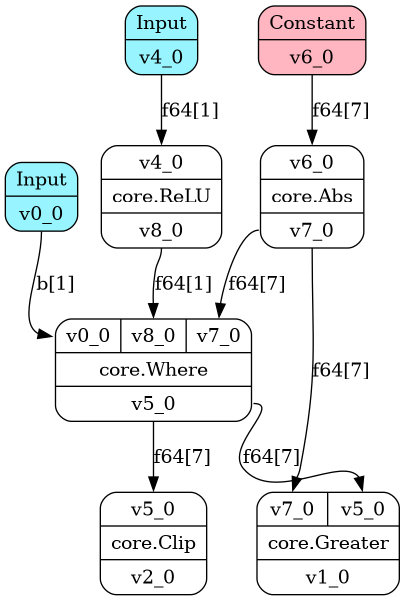 Input
v4_0
Constant
v6_0
f64[1]
f64[7]
Input
v0_0
v4_0
core.ReLU
v8_0
v6_0
core.Abs
v7_0
b[1]
f64[1]
f64[7]
v0_0 v8_0 v7_0
core.Where
v5_0
f64[7]
f64[7]
f64[7]
v5_0
core.Clip
v2_0
v7_0 v5_0
core.Greater
v1_0